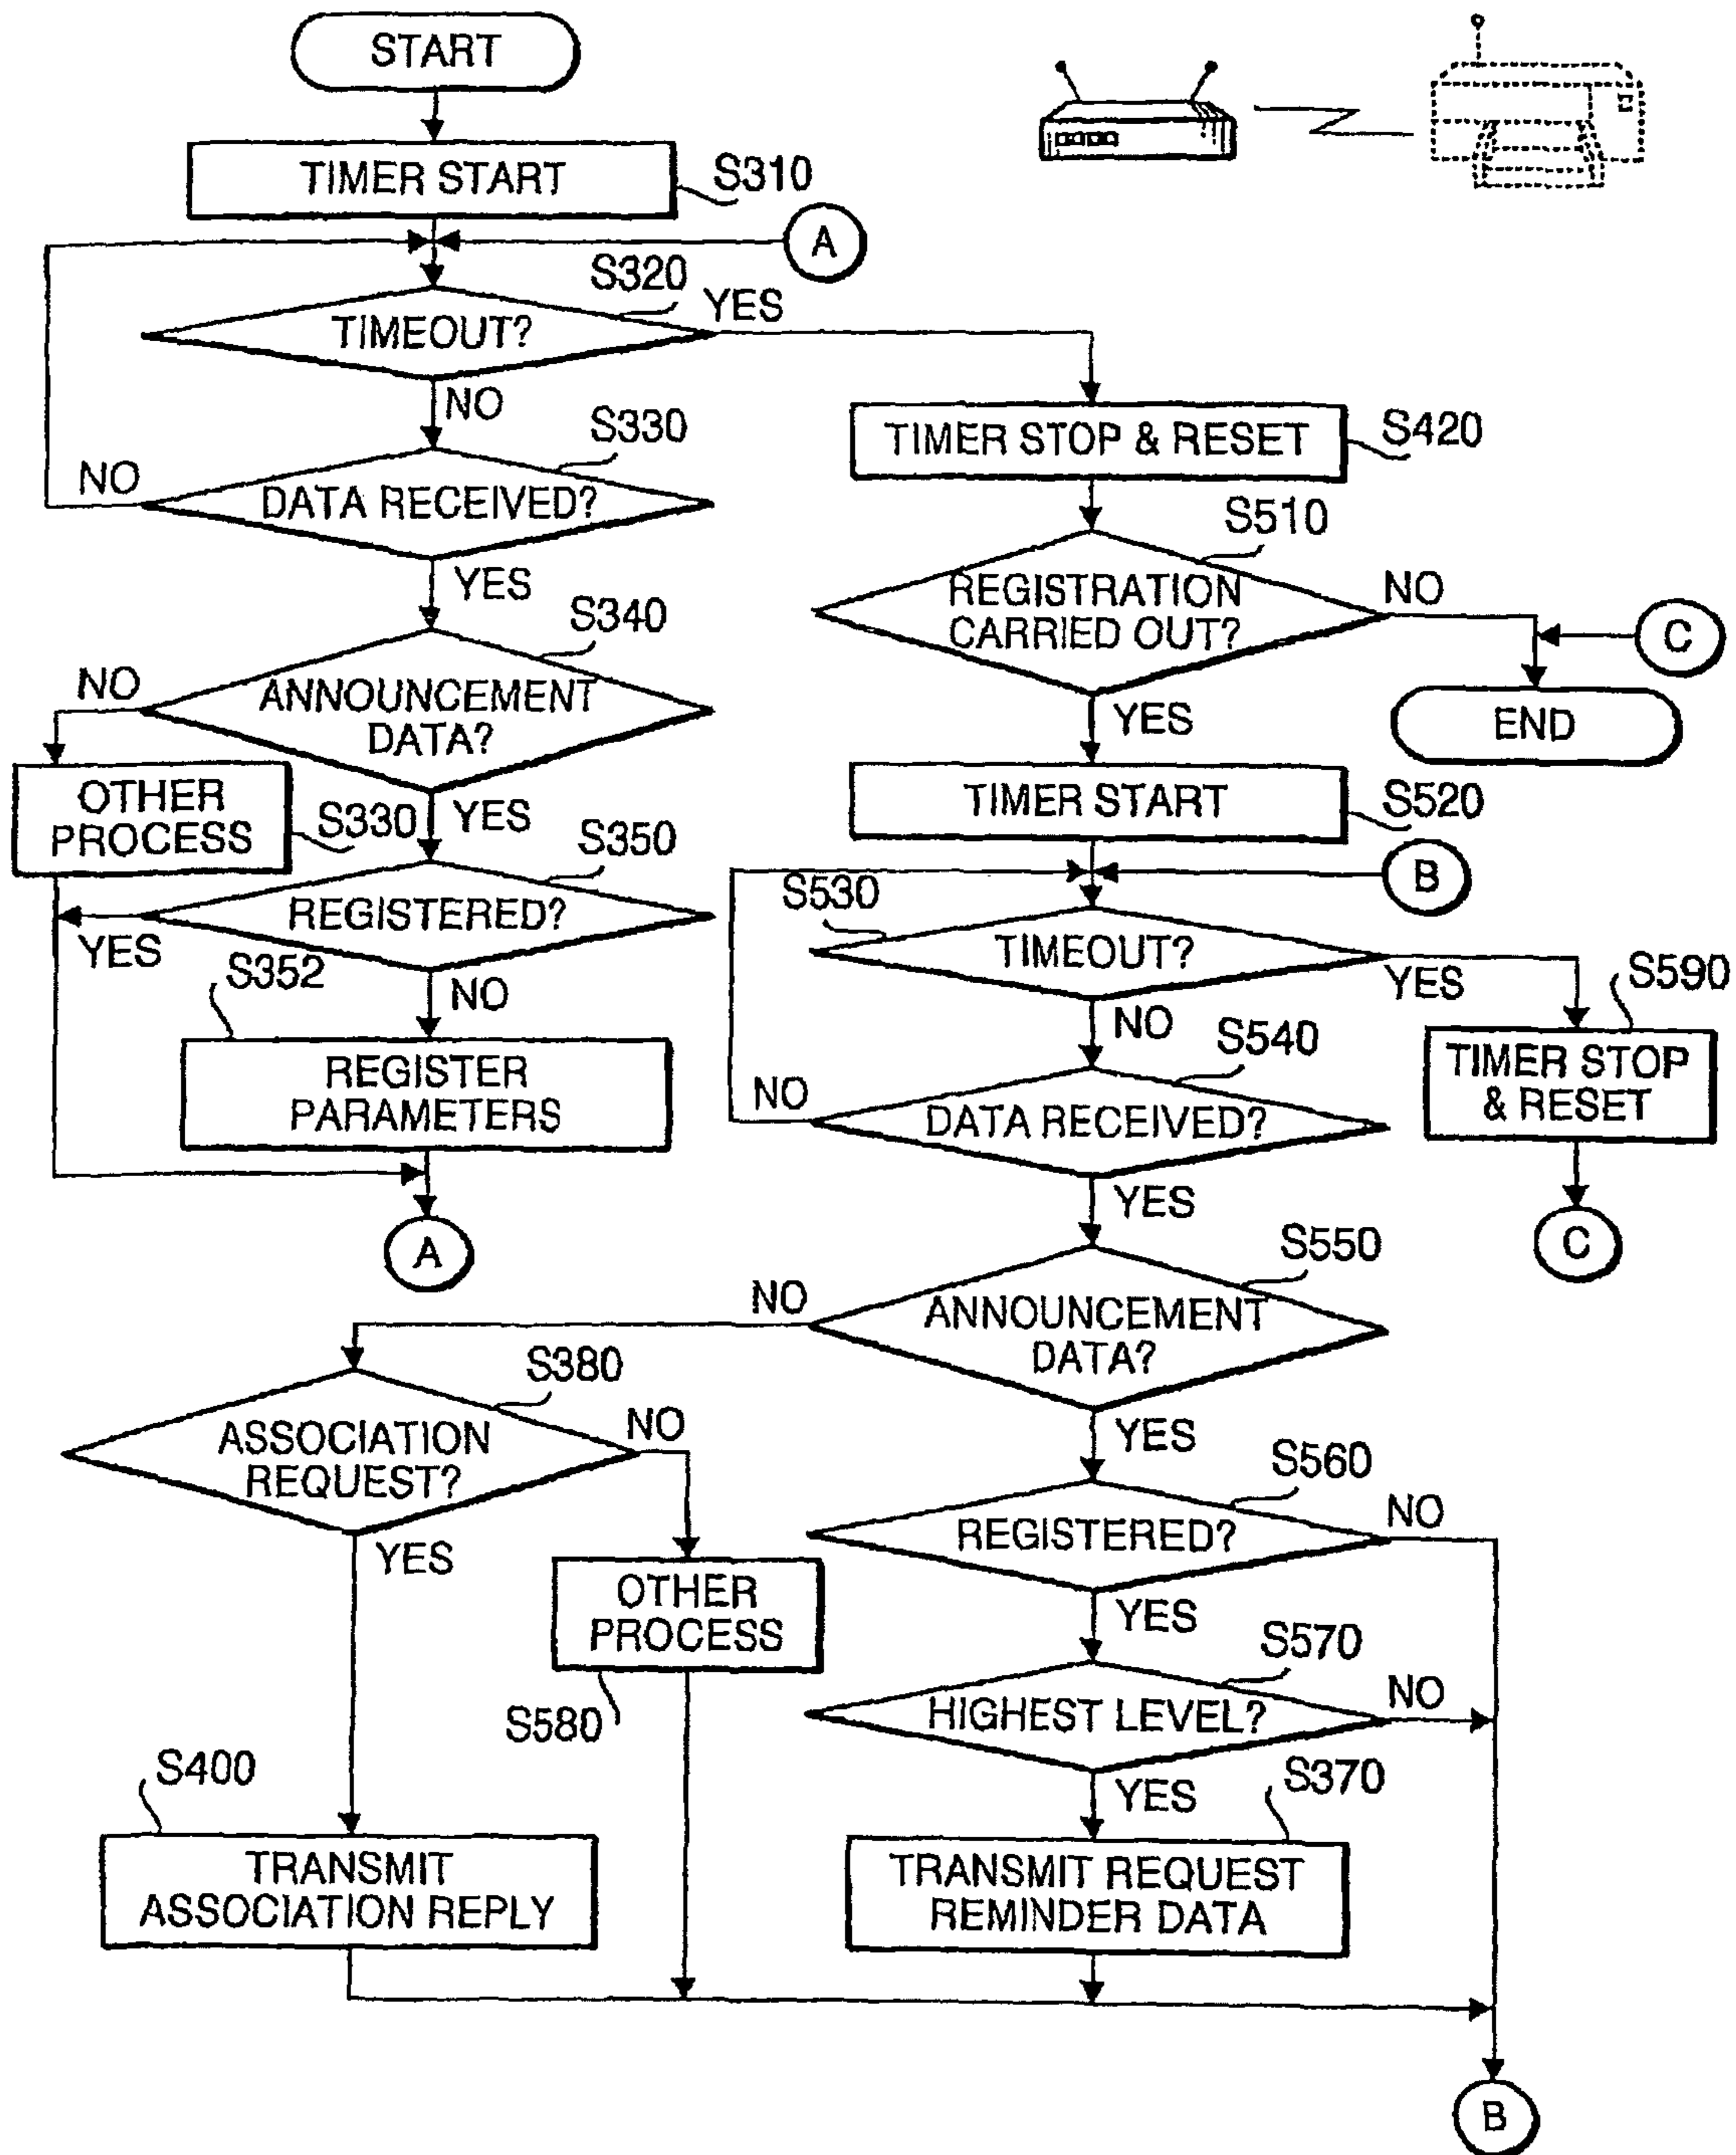 START
TIMER START
S310
A
S320
TIMEOUT?
YES
NO
S330
DATA RECEIVED?
NO
YES
S340
ANNOUNCEMENT
DATA?
NO
YES
OTHER
PROCESS
S330
S350
REGISTERED?
YES
NO
S352
REGISTER
PARAMETERS
A
TIMER STOP & RESET
S420
S510
REGISTRATION
CARRIED OUT?
NO
C
END
YES
TIMER START
S520
B
S530
TIMEOUT?
YES
S590
TIMER STOP
& RESET
C
NO
S540
DATA RECEIVED?
NO
YES
S550
ANNOUNCEMENT
DATA?
NO
YES
S380
ASSOCIATION
REQUEST?
NO
YES
OTHER
PROCESS
S580
S400
TRANSMIT
ASSOCIATION REPLY
S560
REGISTERED?
NO
YES
S570
HIGHEST LEVEL?
NO
YES
S370
TRANSMIT REQUEST
REMINDER DATA
B